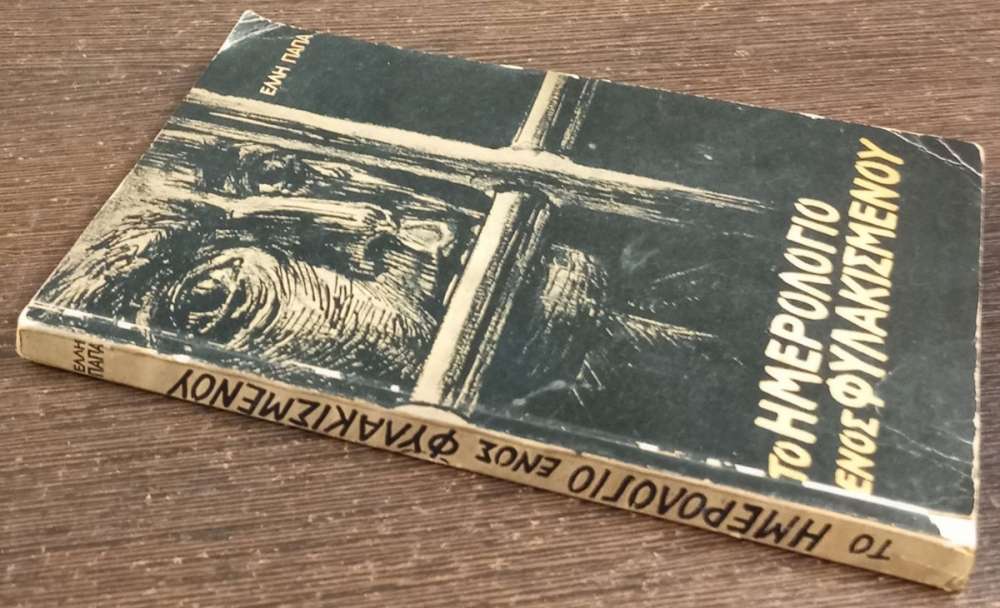 ΕΛΛΗ ΠΑΠΑ
ΤΟ ΗΜΕΡΟΛΟΓΙΟ
ΕΝΟΣ ΦΥΛΑΚΙΣΜΕΝΟΥ
ΕΛΛΗ
ΠΑΠΑ
ΤΟ ΗΜΕΡΟΛΟΓΙΟ ΕΝΟΣ ΦΥΛΑΚΙΣΜΕΝΟΥ